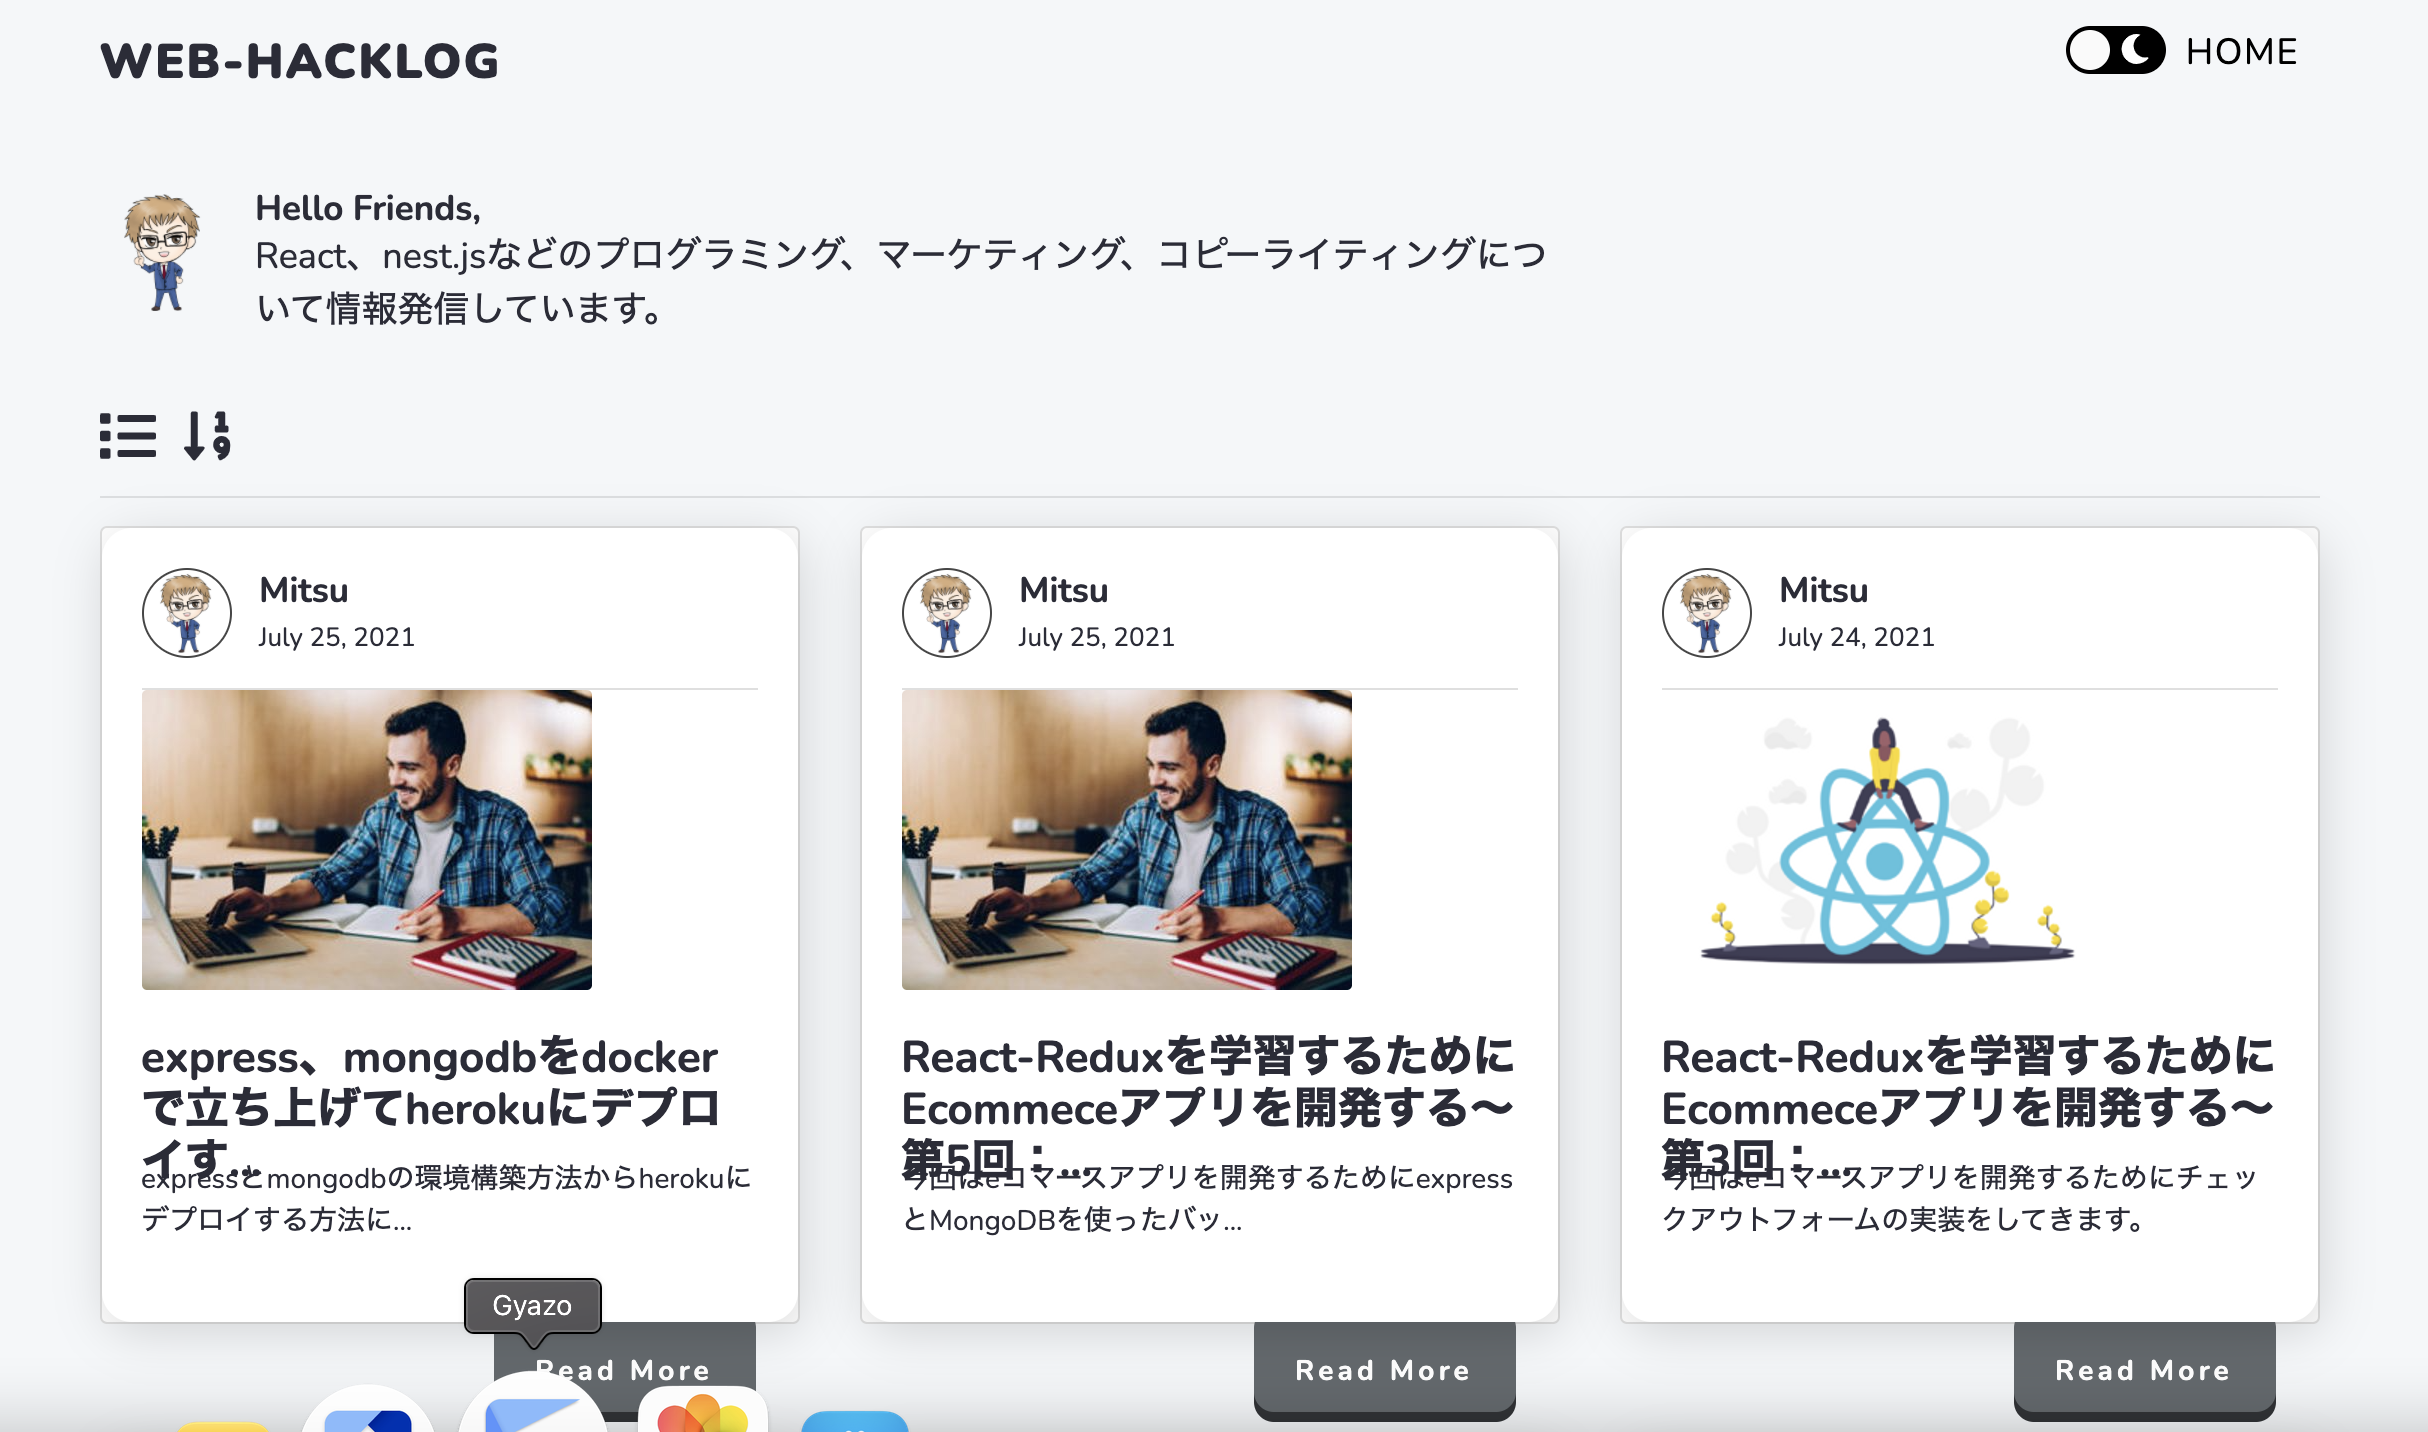 WEB-HACKLOG
HOME
Hello Friends,
React、nest.jsなどのプログラミング、マーケティング、コピーライティングにつ
いて情報発信しています。
Mitsu
July 25, 2021
express、mongodbをdocker
で立ち上げてherokuにデプロ
イす...
expressとmongodbの環境構築方法からherokuに
デプロイする方法に...
Read More
Mitsu
July 25, 2021
React-Reduxを学習するために
Ecommeceアプリを開発する〜
第5回：...
今回はeコマースアプリを開発するためにexpress
とMongoDBを使ったバッ...
Read More
Mitsu
July 24, 2021
React-Reduxを学習するために
Ecommeceアプリを開発する〜
第3回：...
今回はeコマースアプリを開発するためにチェッ
クアウトフォームの実装をしてきます。
Read More
Gyazo